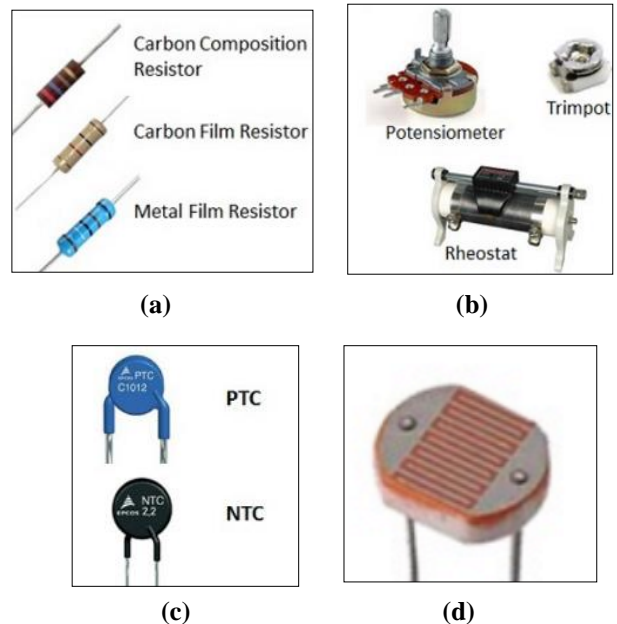 Carbon Composition
Resistor
Carbon Film Resistor
Metal Film Resistor
(a)
Potensiometer
Trimpot
Rheostat
(b)
EPCOS PTC
C1012
PTC
NTC
2,2
EPCOS
NTC
(c)
(d)